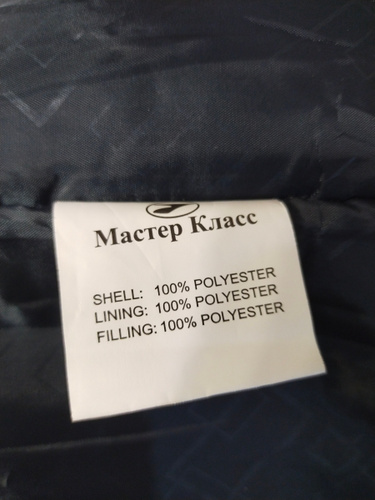 Мастер Класс
SHELL: 100% POLYESTER
LINING: 100% POLYESTER
FILLING: 100% POLYESTER